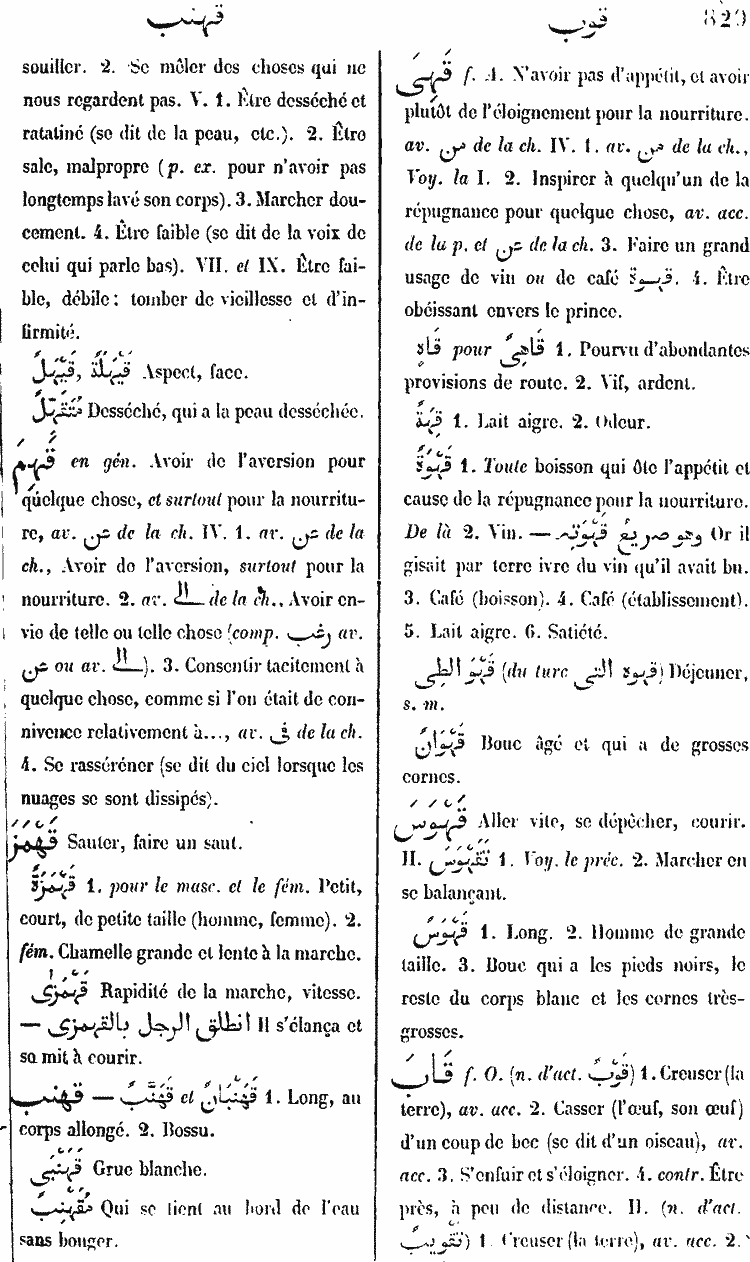 قهنب
قوب
829
souiller. 2. Se mêler des choses qui ne
nous regardent pas. V. 1. Être desséché et
ratatiné (se dit de la peau, etc.). 2. Être
sale, malpropre (p. ex. pour n'avoir pas
longtemps lavé son corps). 3. Marcher dou-
cement. 4. Être faible (se dit de la voix de
celui qui parle bas). VII. et IX. Être fai-
ble, débile: tomber de vieillesse et d'in-
firmité.
قَيْهَلَةٌ, قَيْهَلٌ Aspect, face.
مُتَقَهِّلٌ Desséché, qui a la peau desséchée.
قَهِمَ en gén. Avoir de l'aversion pour
quelque chose, et surtout pour la nourritu-
re, av. عن de la ch. IV. 1. av. عن de la
ch., Avoir de l'aversion, surtout pour la
nourriture. 2. av. الى de la ch., Avoir en-
vie de telle ou telle chose (comp. رغب av.
عن ou av. الى). 3. Consentir tacitement à
quelque chose, comme si l'on était de con-
nivence relativement à..., av. فى de la ch.
4. Se rasséréner (se dit du ciel lorsque les
nuages se sont dissipés).
قَهْمَزَ Sauter, faire un saut.
قَهْمَزَةٌ 1. pour le masc. et le fém. Petit,
court, de petite taille (homme, femme). 2.
fém. Chamelle grande et lente à la marche.
قَهْمَزَى Rapidité de la marche, vitesse.
— انطلق الرجل بالقهمزى Il s'élança et
se mit à courir.
قهنب — قَهْنَبٌ et قَهْنَبَانٌ 1. Long, au
corps allongé. 2. Bossu.
قَهْنَبَى Grue blanche.
مُقَهْنِبٌ Qui se tient au bord de l'eau
sans bouger.
قَهِىَ f. A. N'avoir pas d'appétit, et avoir
plutôt de l'éloignement pour la nourriture.
av. من de la ch. IV. 1. av. من de la ch.,
Voy. la I. 2. Inspirer à quelqu'un de la
répugnance pour quelque chose, av. acc.
de la p. et عن de la ch. 3. Faire un grand
usage de vin ou de café قهوة. 4. Être
obéissant envers le prince.
قَاهٍ pour قَاهِىٌ 1. Pourvu d'abondantes
provisions de route. 2. Vif, ardent.
قَهَةٌ 1. Lait aigre. 2. Odeur.
قَهْوَةٌ 1. Toute boisson qui ôte l'appétit et
cause de la répugnance pour la nourriture.
De là 2. Vin. — وهو صريعُ قَهْوَتِه Or il
gisait par terre ivre du vin qu'il avait bu.
3. Café (boisson). 4. Café (établissement).
5. Lait aigre. 6. Satiété.
قَهْوَ الطى (du turc قهوه التى) Déjeuner,
s. m.
قَهْوَانٌ Bouc âgé et qui a de grosses
cornes.
قَهْوَسَ Aller vite, se dépêcher, courir.
II. تَقَهْوَسَ 1. Voy. le préc. 2. Marcher en
se balançant.
قَهْوَسٌ 1. Long. 2. Homme de grande
taille. 3. Bouc qui a les pieds noirs, le
reste du corps blanc et les cornes très-
grosses.
قَابَ f. O. (n. d'act. قَوْبٌ) 1. Creuser (la
terre), av. acc. 2. Casser (l'œuf, son œuf)
d'un coup de bec (se dit d'un oiseau), av.
acc. 3. S'enfuir et s'éloigner. 4. contr. Être
près, à peu de distance. II. (n. d'act.
تَقْوِيبٌ) 1. Creuser (la terre), av. acc. 2.